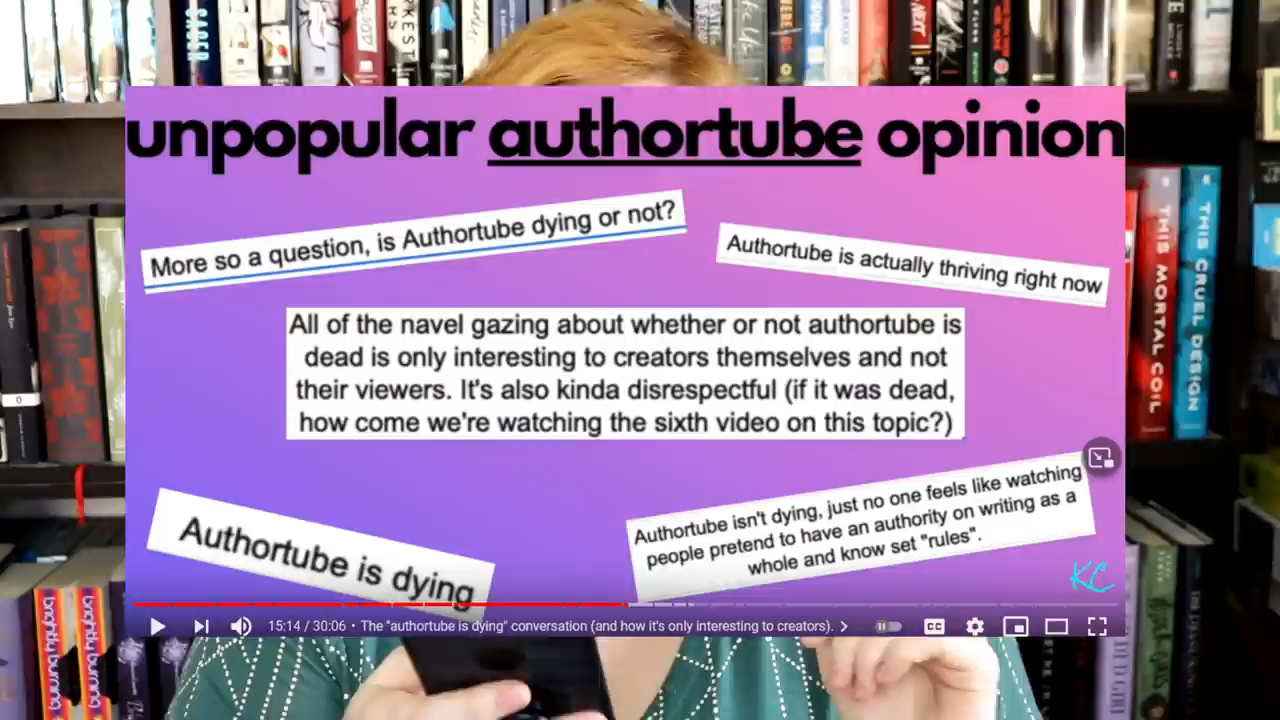 unpopular authortube opinion
More so a question, is Authortube dying or not?
Authortube is actually thriving right now
All of the navel gazing about whether or not authortube is
dead is only interesting to creators themselves and not
their viewers. It's also kinda disrespectful (if it was dead,
how come we're watching the sixth video on this topic?)
Authortube is dying
Authortube isn't dying, just no one feels like watching
people pretend to have an authority on writing as a
whole and know set "rules".
KC
15:14 / 30:06 • The "authortube is dying" conversation (and how it's only interesting to creators).
CC
THIS MORTAL COIL
THIS CRUEL DESIGN
brightly burning
brightly burning